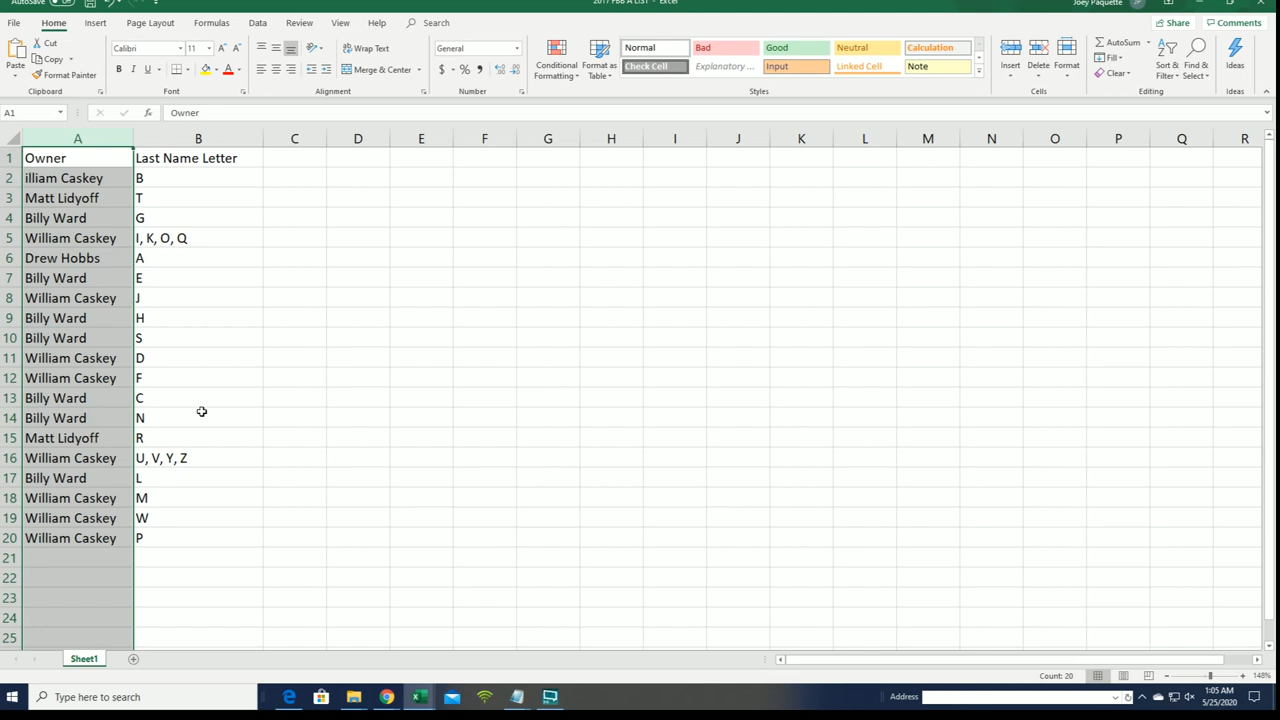 AutoSave Off 2017 FBB A LIST - Excel Joey Paquette JP
File Home Insert Page Layout Formulas Data Review View Help Search Share Comments
Paste Cut Copy Format Painter Clipboard
Calibri 11 A A B I U A Font
Wrap Text Merge & Center Alignment
General $ % , Number
Conditional Formatting Format as Table
Normal Bad Good Neutral Calculation
Check Cell Explanatory ... Input Linked Cell Note
Styles
Insert Delete Format Cells
AutoSum Fill Clear Sort & Filter Find & Select Editing
Ideas Ideas
A1 fx Owner
A B C D E F G H I J K L M N O P Q R
1 Owner Last Name Letter
2 illiam Caskey B
3 Matt Lidyoff T
4 Billy Ward G
5 William Caskey I, K, O, Q
6 Drew Hobbs A
7 Billy Ward E
8 William Caskey J
9 Billy Ward H
10 Billy Ward S
11 William Caskey D
12 William Caskey F
13 Billy Ward C
14 Billy Ward N
15 Matt Lidyoff R
16 William Caskey U, V, Y, Z
17 Billy Ward L
18 William Caskey M
19 William Caskey W
20 William Caskey P
21
22
23
24
25
Sheet1
Count: 20 148%
Type here to search Address 1:05 AM
5/25/2020